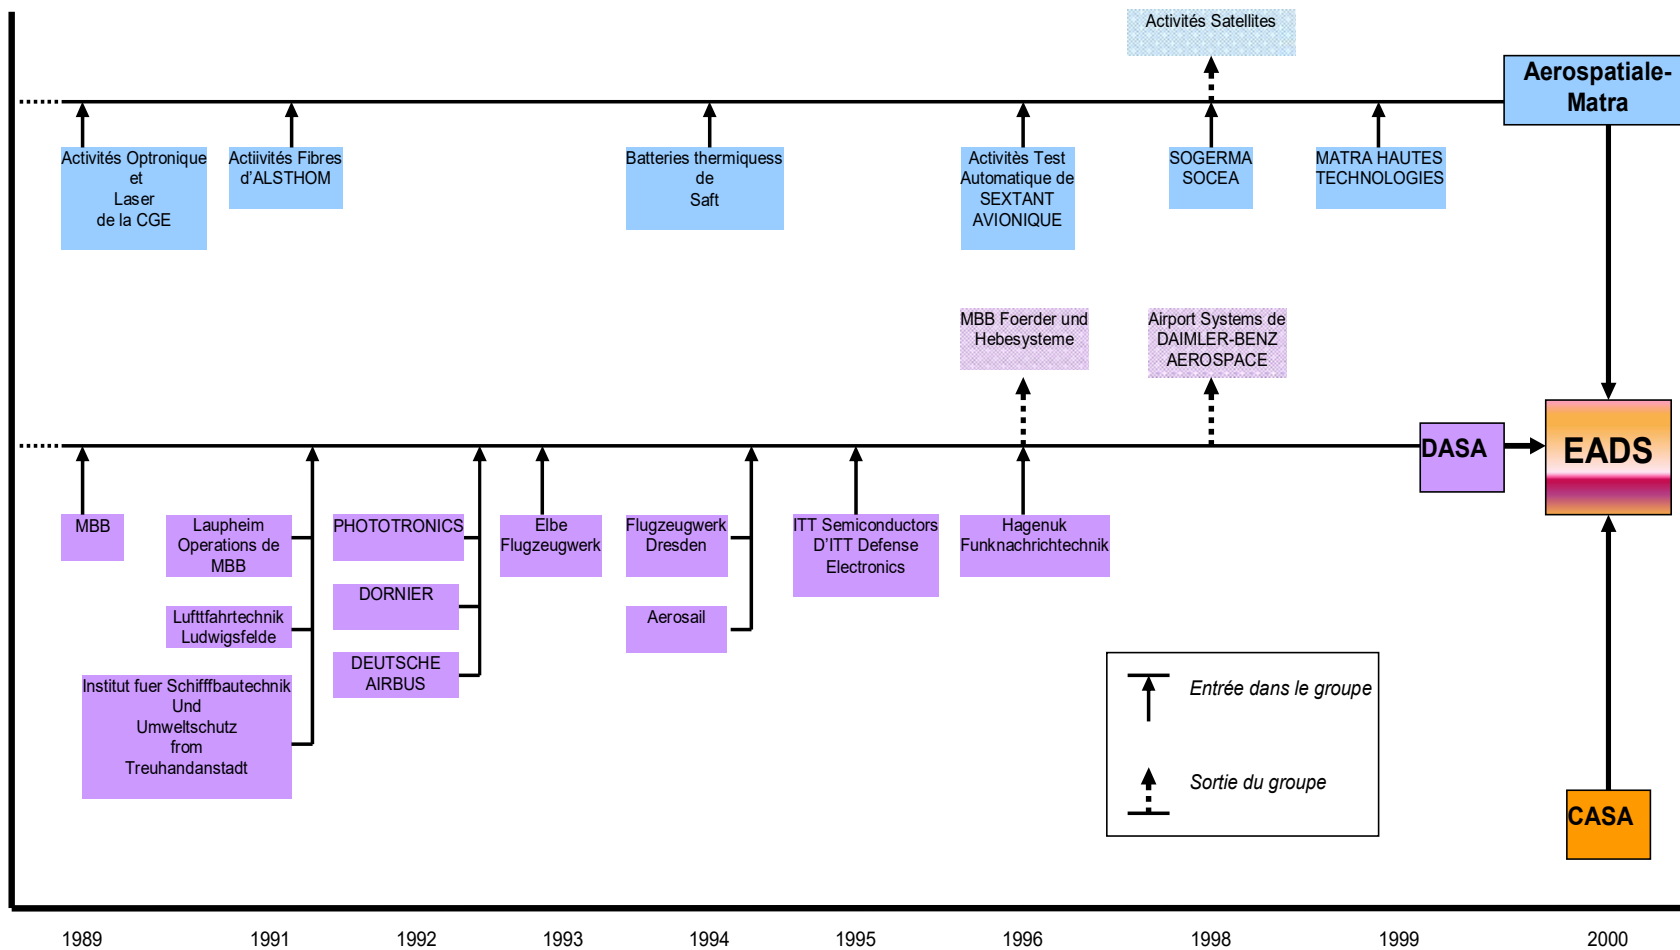 Activités Satellites
Aerospatiale-
Matra
Activités Optronique
et
Laser
de la CGE
Actiivités Fibres
d'ALSTHOM
Batteries thermiquess
de
Saft
Activitès Test
Automatique de
SEXTANT
AVIONIQUE
SOGERMA
SOCEA
MATRA HAUTES
TECHNOLOGIES
MBB Foerder und
Hebesysteme
Airport Systems de
DAIMLER-BENZ
AEROSPACE
DASA
EADS
MBB
Laupheim
Operations de
MBB
Lufttfahrtechnik
Ludwigsfelde
Institut fuer Schifffbautechnik
Und
Umweltschutz
from
Treuhandanstadt
PHOTOTRONICS
DORNIER
DEUTSCHE
AIRBUS
Elbe
Flugzeugwerk
Flugzeugwerk
Dresden
Aerosail
ITT Semiconductors
D'ITT Defense
Electronics
Hagenuk
Funknachrichtechnik
Entrée dans le groupe
Sortie du groupe
CASA
1989 1991 1992 1993 1994 1995 1996 1998 1999 2000